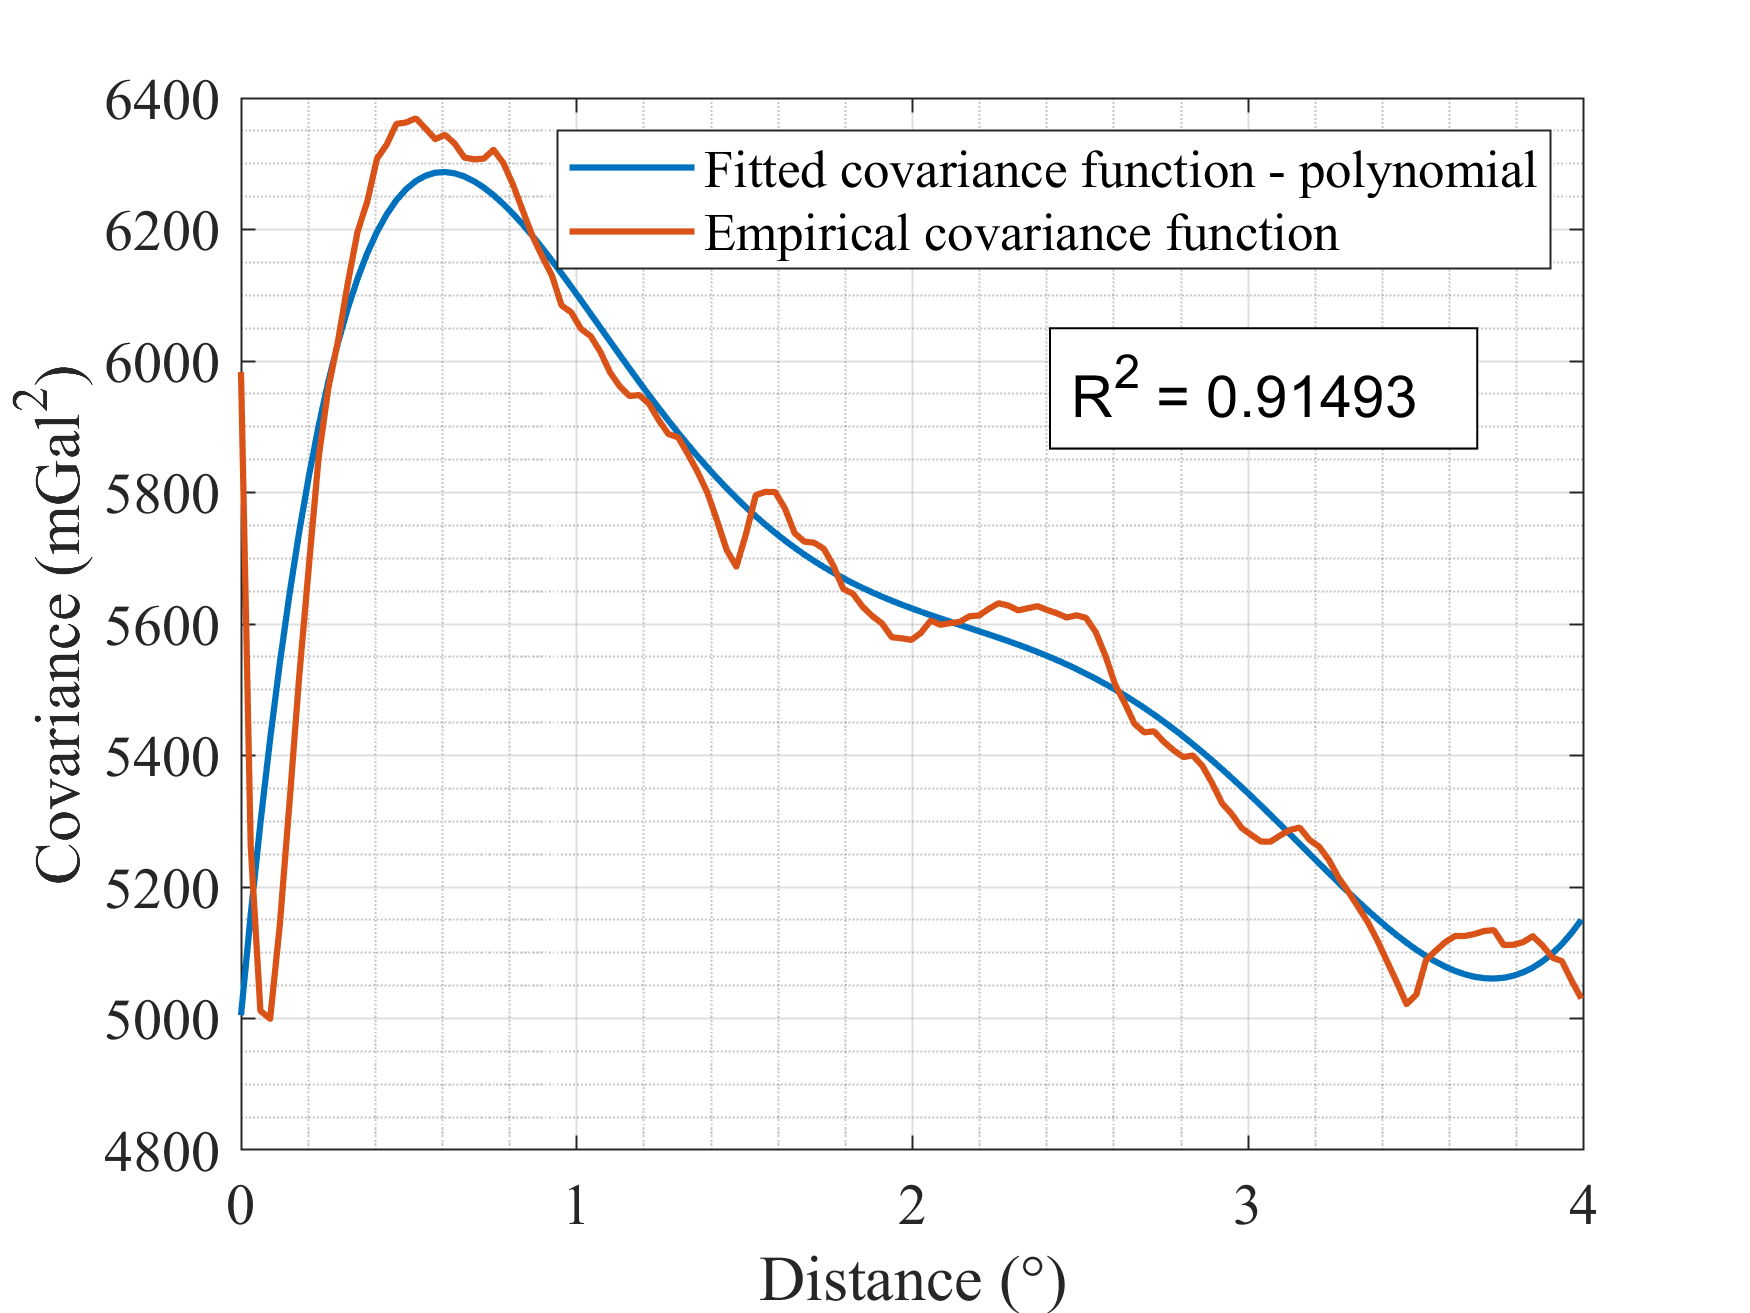 6400
6200
6000
5800
5600
5400
5200
5000
4800
0
1
2
3
4
Covariance (mGal²)
Distance (°)
Fitted covariance function - polynomial
Empirical covariance function
R² = 0.91493